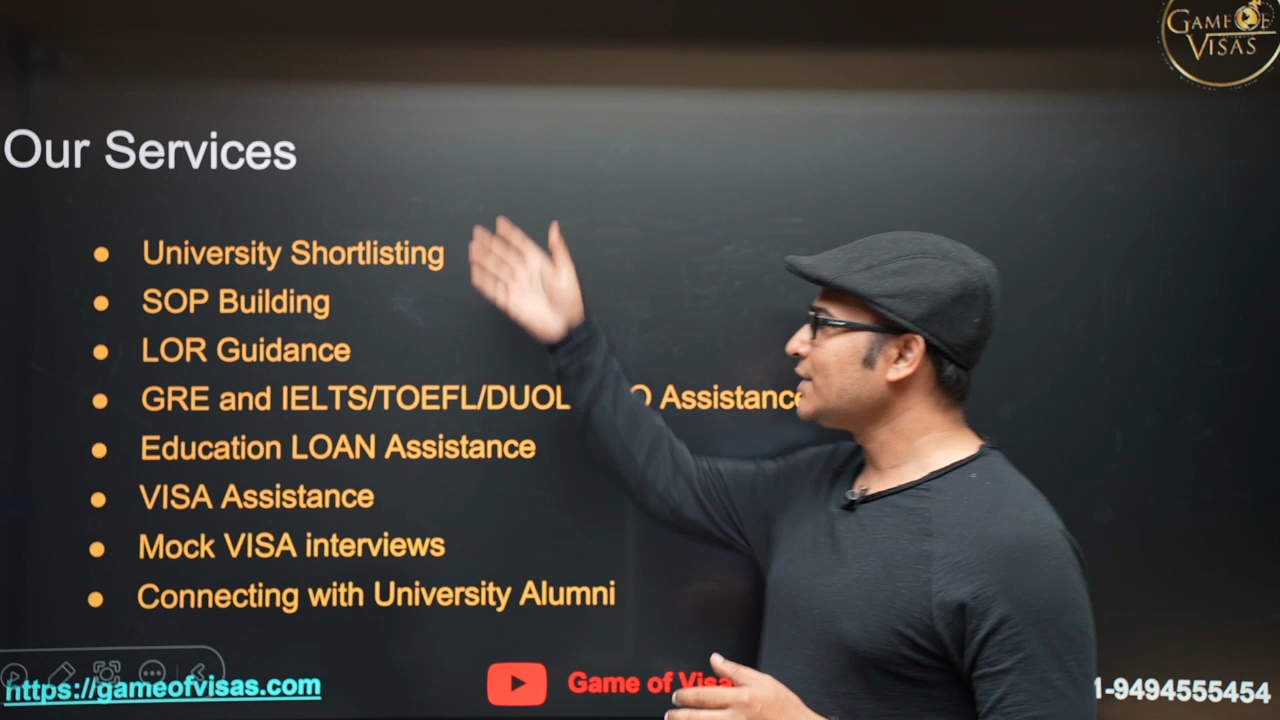 GAME OF
VISAS
Our Services
University Shortlisting
SOP Building
LOR Guidance
GRE and IELTS/TOEFL/DUOL O Assistance
Education LOAN Assistance
VISA Assistance
Mock VISA interviews
Connecting with University Alumni
https://gameofvisas.com
Game of Visa
1-9494555454